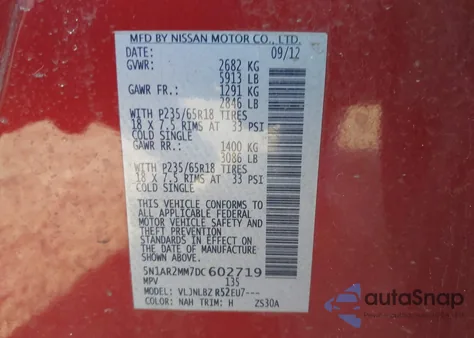 MFD BY NISSAN MOTOR CO., LTD.
DATE: 09/12
GVWR: 2682 KG
5913 LB
GAWR FR.: 1291 KG
2846 LB
WITH P235/65R18 TIRES
18 X 7.5 RIMS AT 33 PSI
COLD SINGLE
GAWR RR.: 1400 KG
3086 LB
WITH P235/65R18 TIRES
18 X 7.5 RIMS AT 33 PSI
COLD SINGLE
THIS VEHICLE CONFORMS TO
ALL APPLICABLE FEDERAL
MOTOR VEHICLE SAFETY AND
THEFT PREVENTION
STANDARDS IN EFFECT ON
THE DATE OF MANUFACTURE
SHOWN ABOVE.
5N1AR2MM7DC602719
MPV 135
MODEL: VLJNLBZ R52EU7---
COLOR: NAH TRIM: H ZS30A
autoSnap